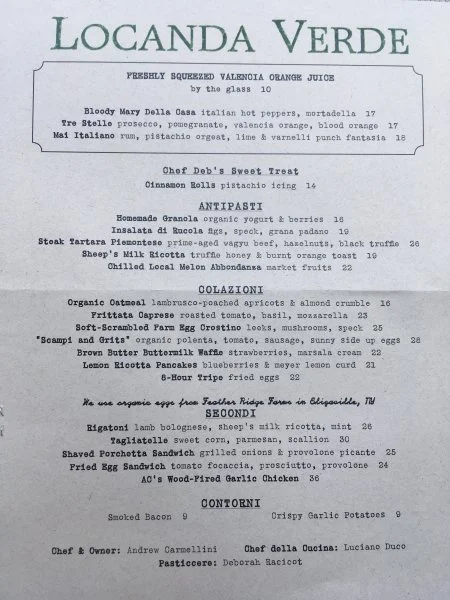 LOCANDA VERDE
FRESHLY SQUEEZED VALENCIA ORANGE JUICE
by the glass 10
Bloody Mary Della Casa italian hot peppers, mortadella 17
Tre Stelle prosecco, pomegranate, valencia orange, blood orange 17
Mai Italiano rum, pistachio orgeat, lime & varnelli punch fantasia 18
Chef Deb's Sweet Treat
Cinnamon Rolls pistachio icing 14
ANTIPASTI
Homemade Granola organic yogurt & berries 16
Insalata di Rucola figs, speck, grana padano 19
Steak Tartara Piemontese prime-aged wagyu beef, hazelnuts, black truffle 26
Sheep's Milk Ricotta truffle honey & burnt orange toast 19
Chilled Local Melon Abbondanza market fruits 22
COLAZIONI
Organic Oatmeal lambrusco-poached apricots & almond crumble 16
Frittata Caprese roasted tomato, basil, mozzarella 23
Soft-Scrambled Farm Egg Crostino leeks, mushrooms, speck 25
"Scampi and Grits" organic polenta, tomato, sausage, sunny side up eggs 28
Brown Butter Buttermilk Waffle strawberries, marsala cream 22
Lemon Ricotta Pancakes blueberries & meyer lemon curd 21
8-Hour Tripe fried eggs 22
We use organic eggs from Feather Ridge Farm in Elizaville, NY
SECONDI
Rigatoni lamb bolognese, sheep's milk ricotta, mint 26
Tagliatelle sweet corn, parmesan, scallion 30
Shaved Porchetta Sandwich grilled onions & provolone picante 25
Fried Egg Sandwich tomato focaccia, prosciutto, provolone 24
AC's Wood-Fired Garlic Chicken 36
CONTORNI
Smoked Bacon 9 Crispy Garlic Potatoes 9
Chef & Owner: Andrew Carmellini Chef della Cucina: Luciano Duco
Pasticcere: Deborah Racicot